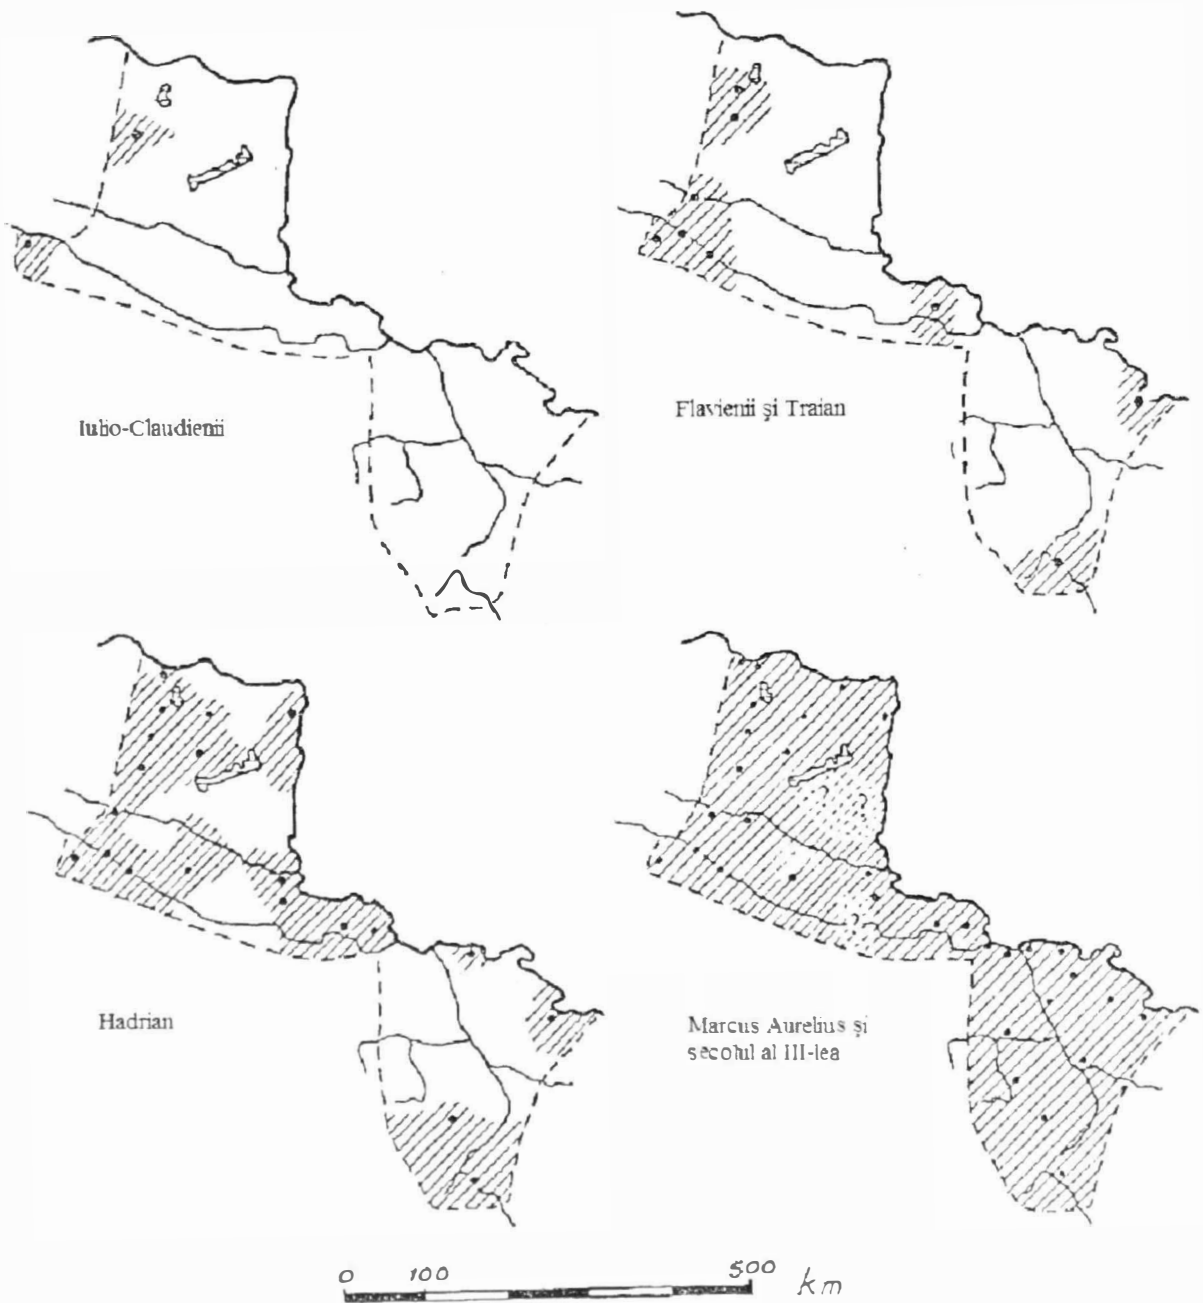 Iulio-Claudienii
Flavienii şi Traian
Hadrian
Marcus Aurelius şi
secolul al III-lea
0 100 500 km